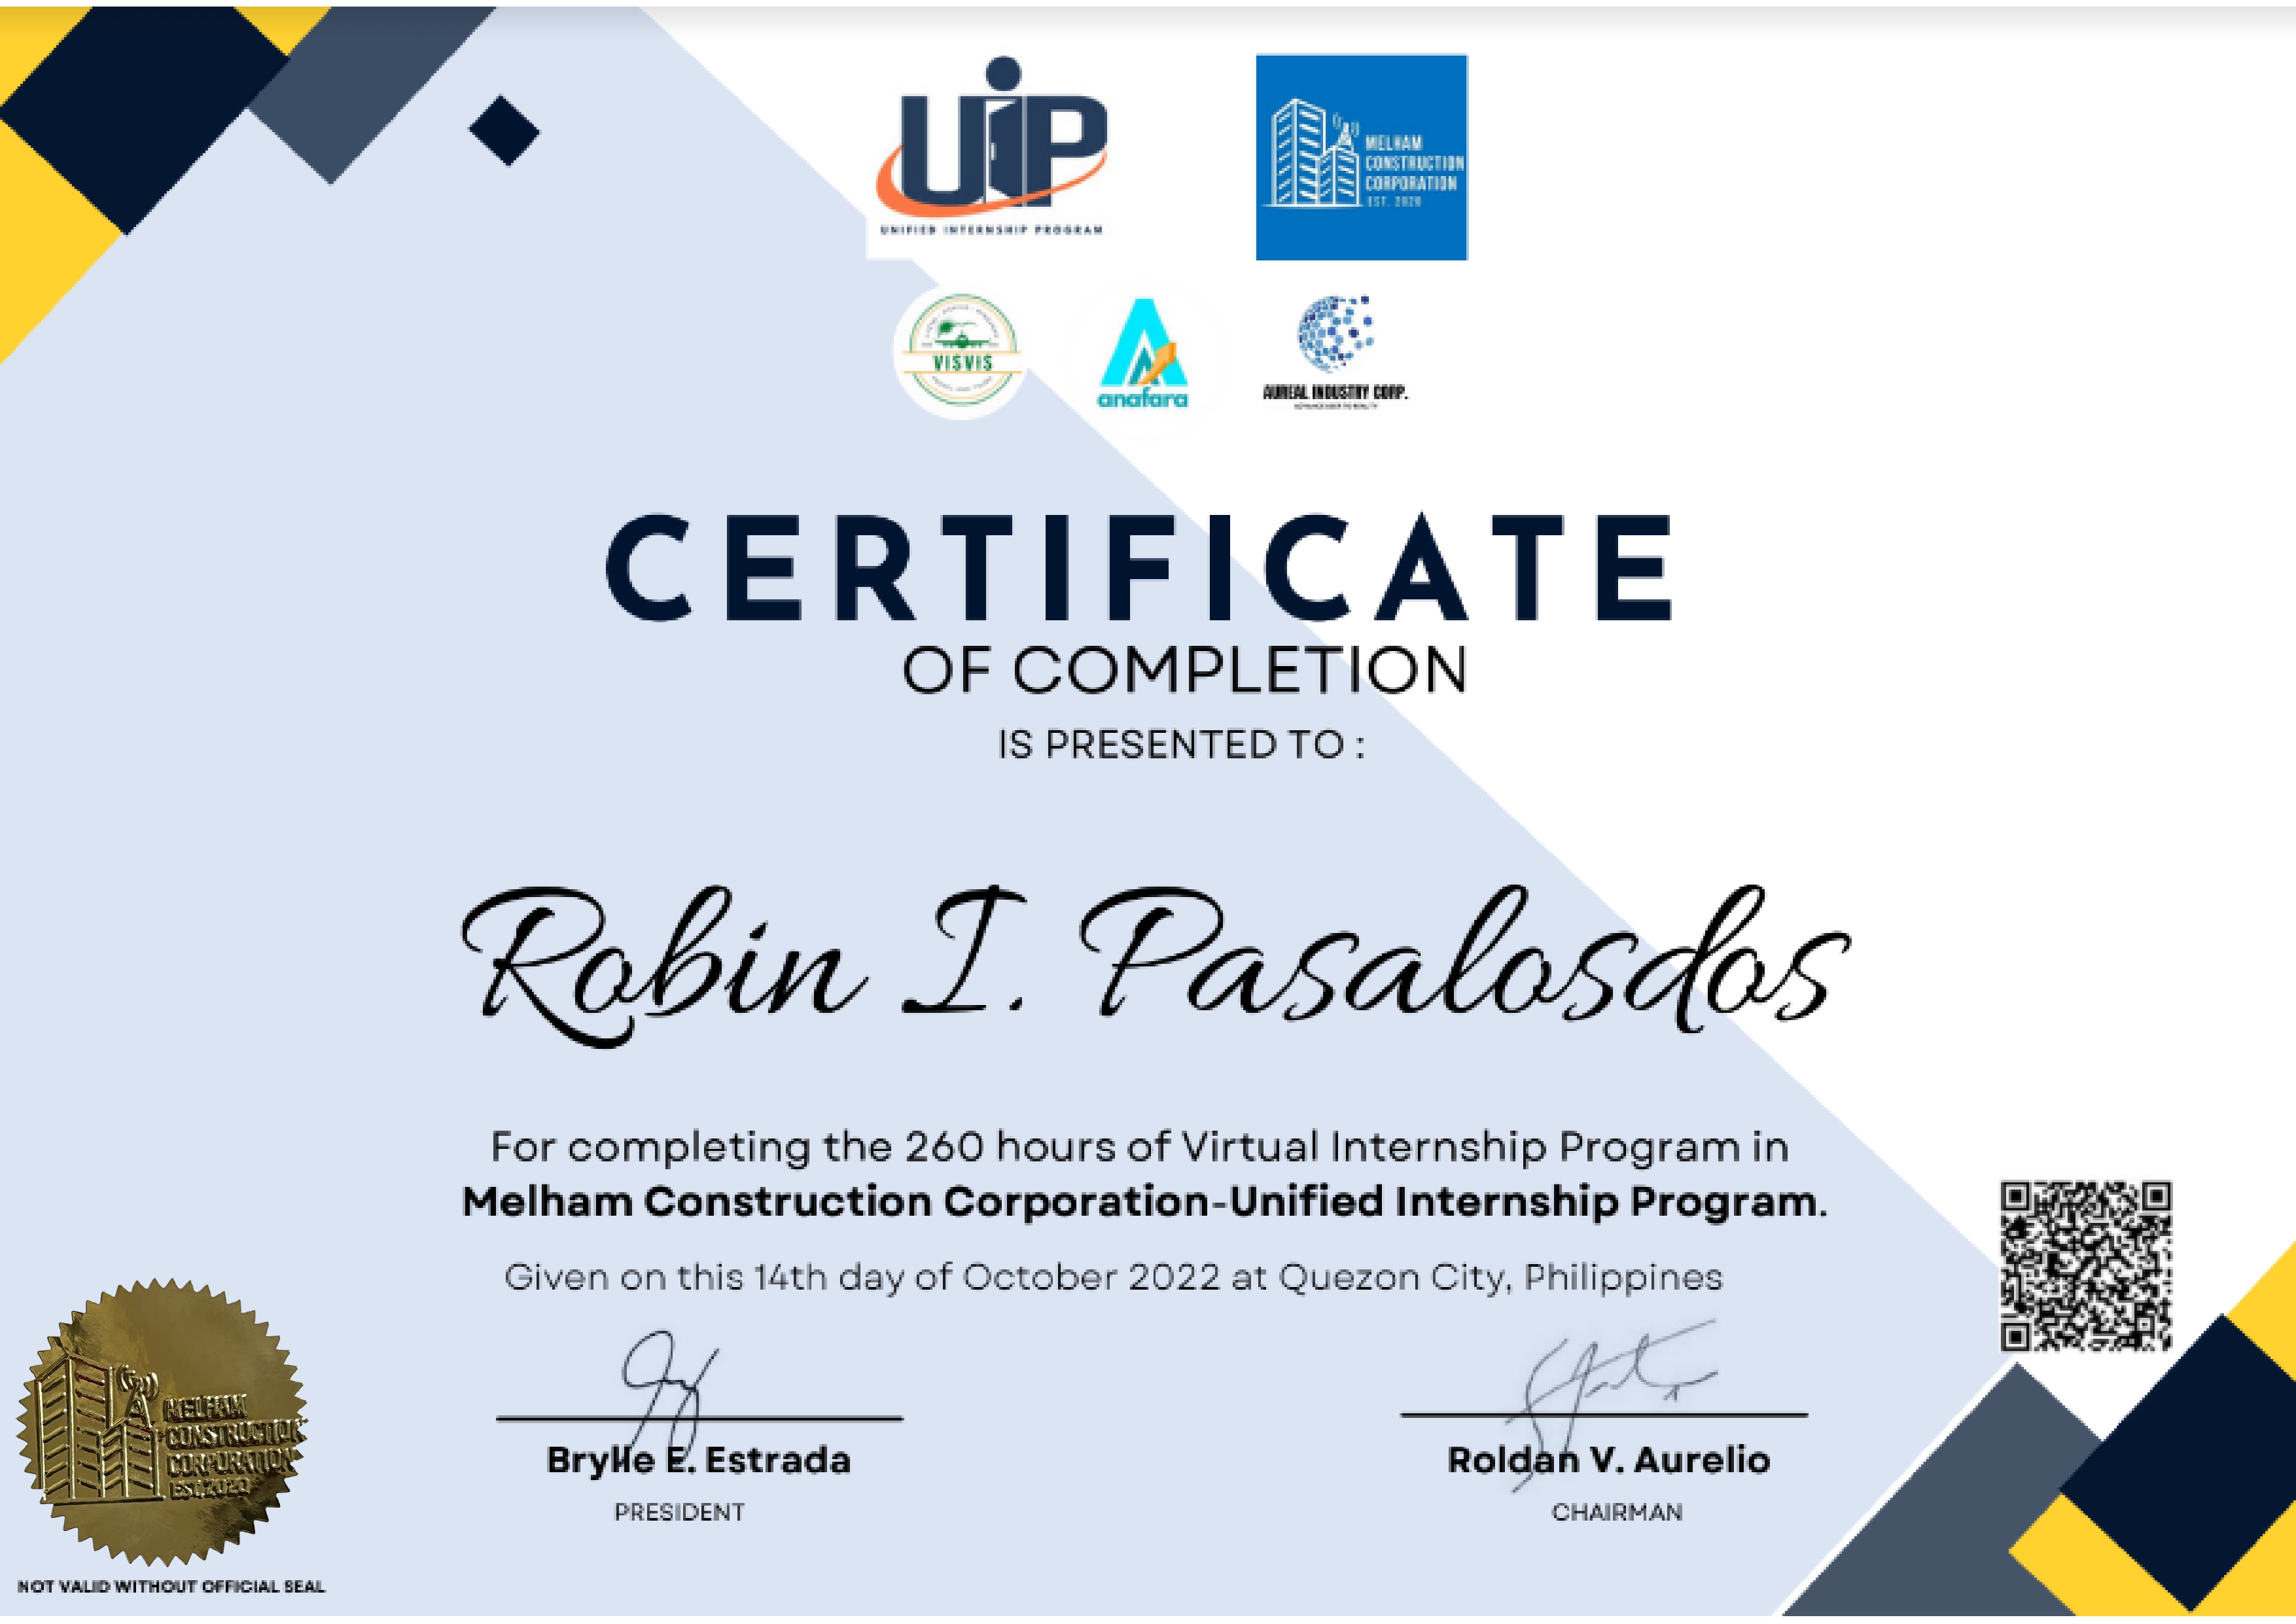 UiP
UNIFIED INTERNSHIP PROGRAM
MELHAM
CONSTRUCTION
CORPORATION
EST. 2020
VISVIS
anafara
AUREAL INDUSTRY CORP.
CERTIFICATE
OF COMPLETION
IS PRESENTED TO :
Robin I. Pasalosdos
For completing the 260 hours of Virtual Internship Program in
Melham Construction Corporation-Unified Internship Program.
Given on this 14th day of October 2022 at Quezon City, Philippines
Brylle E. Estrada
PRESIDENT
Roldan V. Aurelio
CHAIRMAN
MELHAM
CONSTRUCTION
CORPORATION
EST.2020
NOT VALID WITHOUT OFFICIAL SEAL